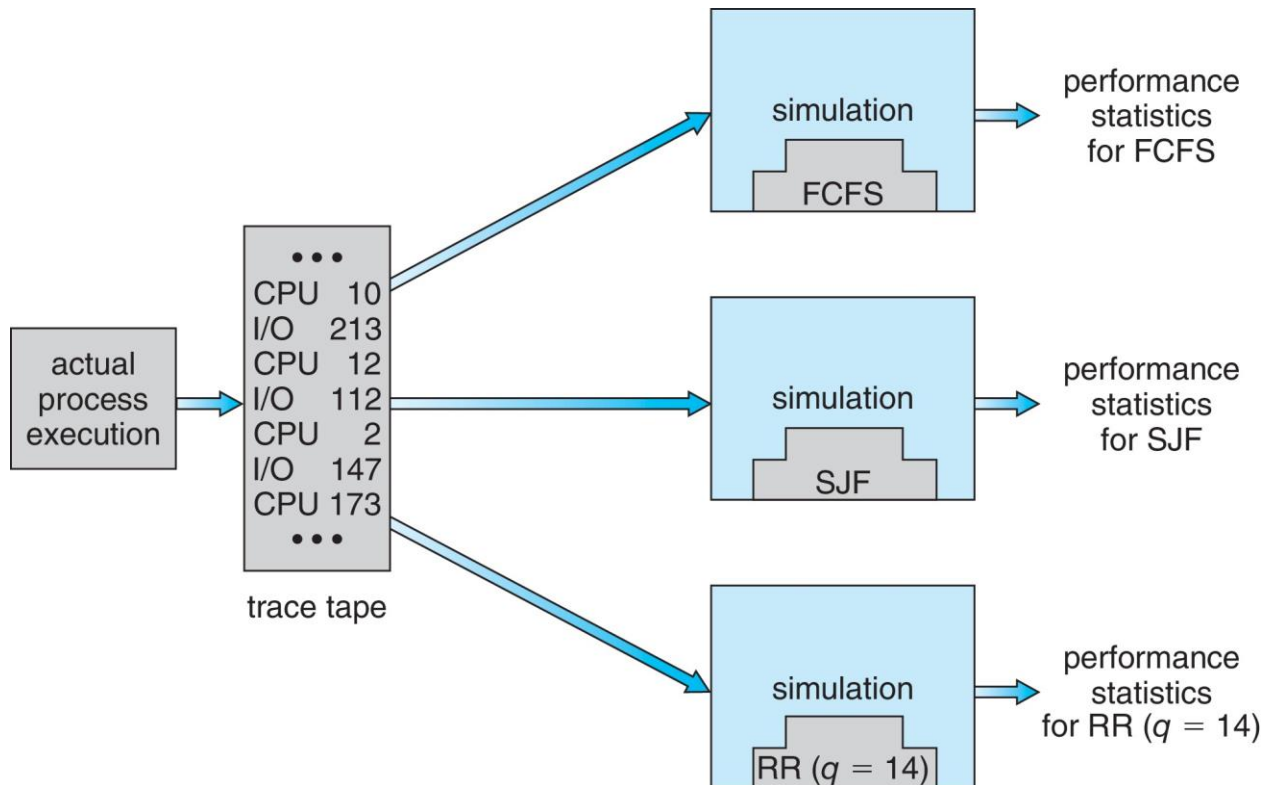 actual
process
execution
• • •
CPU 10
I/O 213
CPU 12
I/O 112
CPU 2
I/O 147
CPU 173
• • •
trace tape
simulation
FCFS
performance
statistics
for FCFS
simulation
SJF
performance
statistics
for SJF
simulation
RR (q = 14)
performance
statistics
for RR (q = 14)